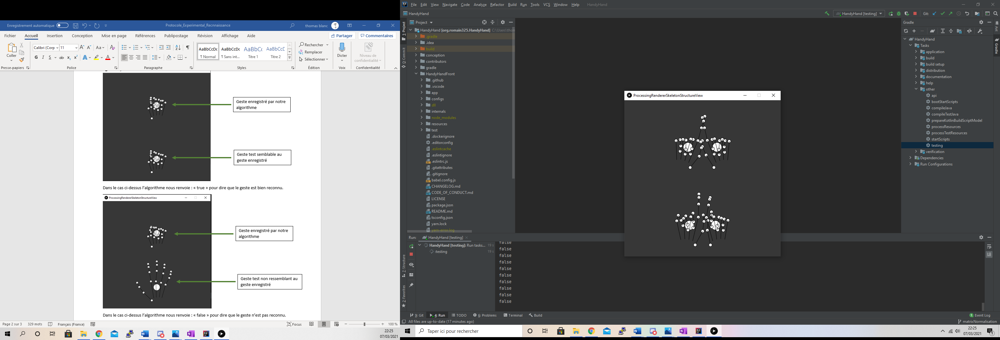 Enregistrement automatique
Protocole_Experimental_Recnnaissance
thomas blanc
Fichier Accueil Insertion Conception Mise en page Références Publipostage Révision Affichage Aide
Partager Commentaires
Coller
Calibri (Corp 11
G I S ab x₂ x²
AaBbCcDc AaBbCcDc AaBbCc AaBbCcC
¶ Normal ¶ Sans int... Titre 1 Titre 2
Rechercher
Remplacer
Sélectionner
Dicter
Niveau de
confidentialité
Presse-papiers Police Paragraphe Styles Édition Voix Confidentialité
Geste enregistré par notre
algorithme
Geste test semblable au
geste enregistré
Dans le cas ci-dessus l'algorithme nous renvoie : « true » pour dire que le geste est bien reconnu.
ProcessingRendererSkeletonStructureView
Geste enregistré par notre
algorithme
Geste test non ressemblant au
geste enregistré
Dans le cas ci-dessus l'algorithme nous renvoie : « false » pour dire que le geste n'est pas reconnu.
Page 2 sur 3 329 mots Français (France) Focus 100 %
22:25
07/03/2021
File Edit View Navigate Code Analyze Refactor Build Run Tools VCS Window Help HandyHand
HandyHand
HandyHand [testing] Git:
1: Project
0: Commit
7: Structure
2: Favorites
Project
HandyHand [org.romain325.HandyHand] C:\Users\thon
.gradle
.idea
build
conception
contributors
gradle
HandyHandFront
.github
.vscode
app
configs
dll
internals
node_modules
resources
test
.dockerignore
.editorconfig
.eslintcache
.eslintignore
.eslintrc.js
.gitattributes
.gitignore
babel.config.js
CHANGELOG.md
CODE_OF_CONDUCT.md
LICENSE
package.json
README.md
tsconfig.json
yarn.lock
yarn-error.log
ProcessingRendererSkeletonStructureView
Gradle
HandyHand
Tasks
application
build
build setup
distribution
documentation
help
other
api
bootStartScripts
compileJava
compileTestJava
prepareKotlinBuildScriptModel
processResources
processTestResources
startScripts
testing
verification
Dependencies
Run Configurations
Ant
Gradle
Run: HandyHand [testing]
HandyHand [testing]: Run tasks... 19 s
:testing 19 s
false
false
false
false
false
false
false
false
false
false
9: Git 4: Run TODO 6: Problems Terminal Build
1 Event Log
All files are up-to-date (17 minutes ago)
matrixNormalisation
Taper ici pour rechercher
22:25
07/03/2021
1